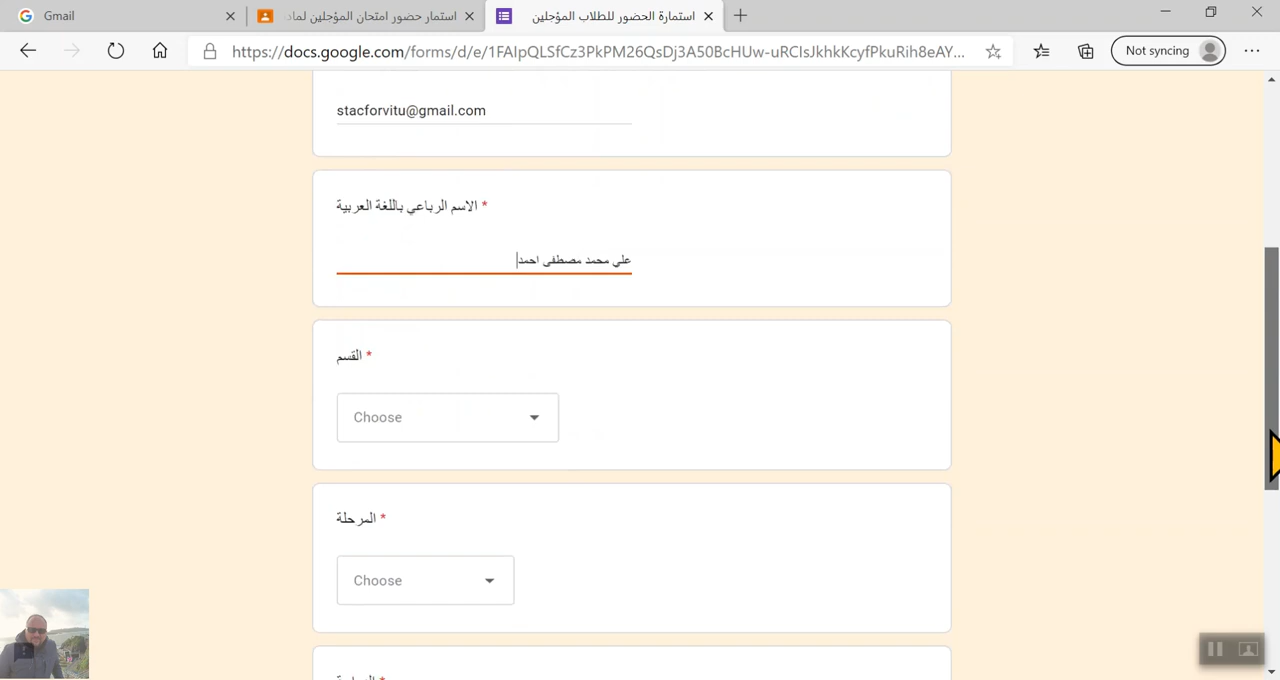 Gmail
استمار حضور امتحان المؤجلين لماد
استمارة الحضور للطلاب المؤجلين
https://docs.google.com/forms/d/e/1FAIpQLSfCz3PkPM26QsDj3A50BcHUw-uRCIsJkhkKcyfPkuRih8eAY...
Not syncing
stacforvitu@gmail.com
الاسم الرباعي باللغة العربية *
علي محمد مصطفى احمد
القسم *
Choose
المرحلة *
Choose